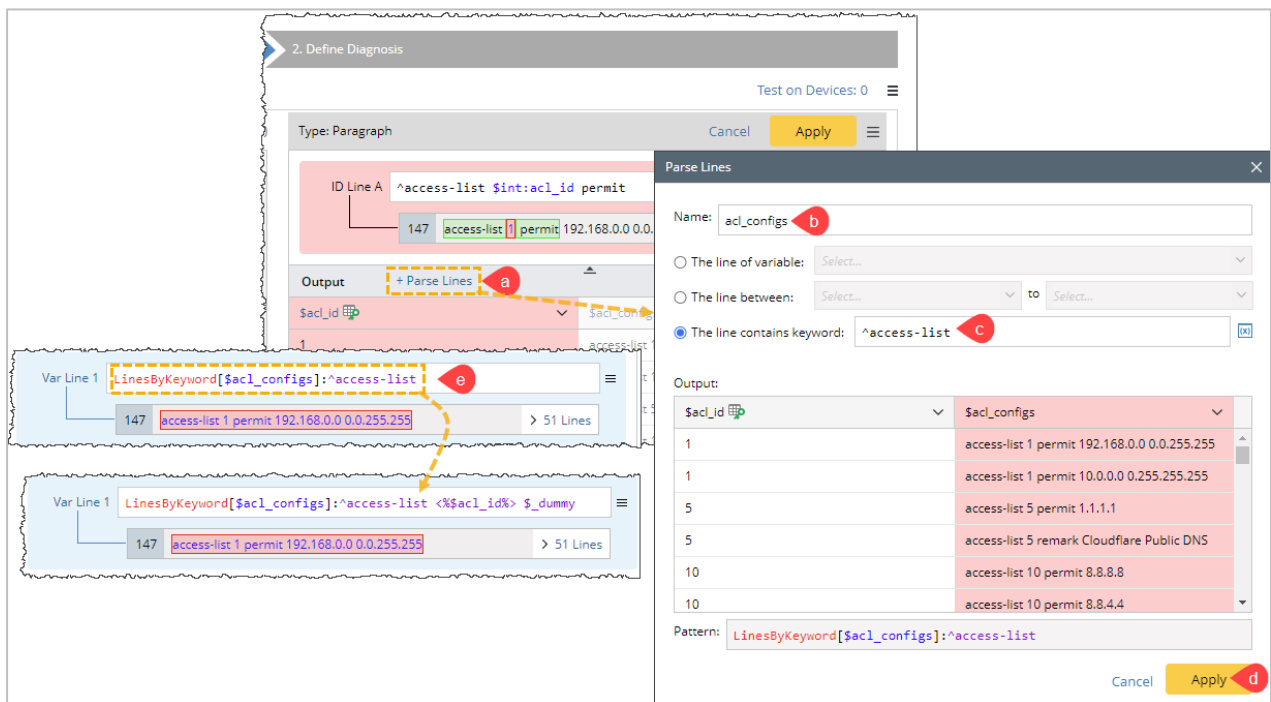 2. Define Diagnosis
Test on Devices: 0
Type: Paragraph
Cancel
Apply
ID Line A
^access-list $int:acl_id permit
147
access-list 1 permit 192.168.0.0 0.0.
Output
+ Parse Lines
a
$acl_id
$acl_config
1
access-list 1
Var Line 1
LinesByKeyword[$acl_configs]:^access-list
e
147
access-list 1 permit 192.168.0.0 0.0.255.255
> 51 Lines
Var Line 1
LinesByKeyword[$acl_configs]:^access-list <%$acl_id%> $_dummy
147
access-list 1 permit 192.168.0.0 0.0.255.255
> 51 Lines
Parse Lines
Name:
acl_configs
b
The line of variable:
Select...
The line between:
Select...
to
Select...
The line contains keyword:
^access-list
c
Output:
$acl_id
$acl_configs
1
access-list 1 permit 192.168.0.0 0.0.255.255
1
access-list 1 permit 10.0.0.0 0.255.255.255
5
access-list 5 permit 1.1.1.1
5
access-list 5 remark Cloudflare Public DNS
10
access-list 10 permit 8.8.8.8
10
access-list 10 permit 8.8.4.4
Pattern:
LinesByKeyword[$acl_configs]:^access-list
Cancel
Apply
d